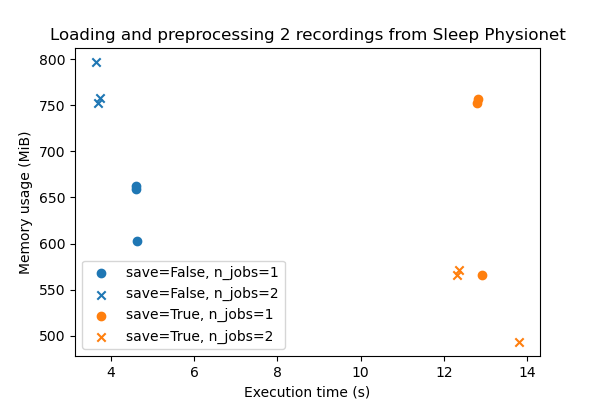 Loading and preprocessing 2 recordings from Sleep Physionet
800
750
700
650
600
550
500
Memory usage (MiB)
save=False, n_jobs=1
save=False, n_jobs=2
save=True, n_jobs=1
save=True, n_jobs=2
4 6 8 10 12 14
Execution time (s)